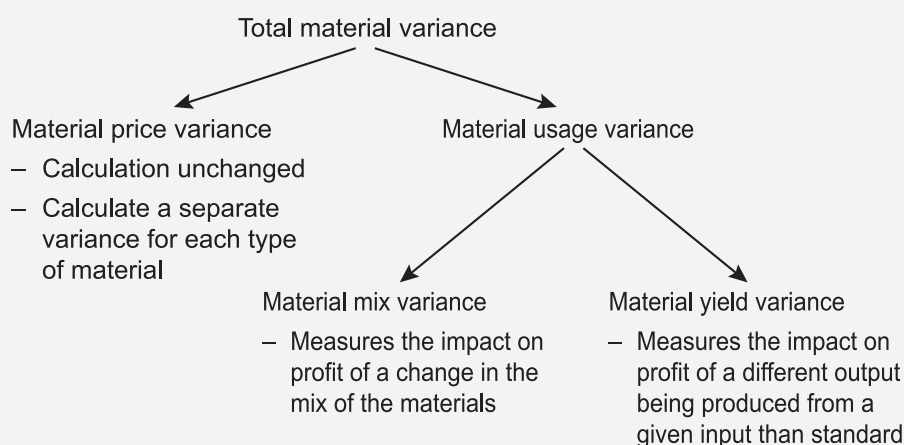 Total material variance
Material price variance
– Calculation unchanged
– Calculate a separate
variance for each type
of material
Material usage variance
Material mix variance
– Measures the impact on
profit of a change in the
mix of the materials
Material yield variance
– Measures the impact on
profit of a different output
being produced from a
given input than standard